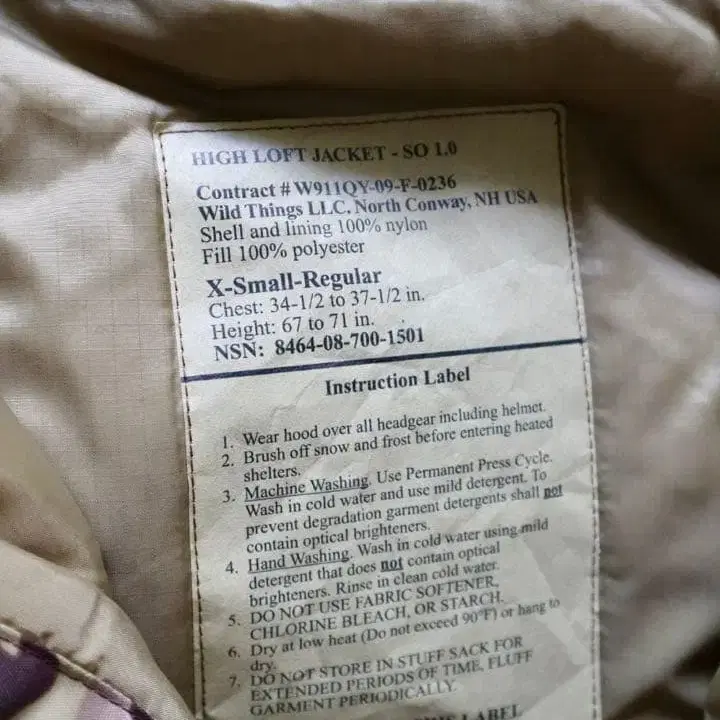 HIGH LOFT JACKET - SO 1.0
Contract # W911QY-09-F-0236
Wild Things LLC, North Conway, NH USA
Shell and lining 100% nylon
Fill 100% polyester
X-Small-Regular
Chest: 34-1/2 to 37-1/2 in.
Height: 67 to 71 in.
NSN: 8464-08-700-1501
Instruction Label
1. Wear hood over all headgear including helmet.
2. Brush off snow and frost before entering heated
shelters.
3. Machine Washing. Use Permanent Press Cycle.
Wash in cold water and use mild detergent. To
prevent degradation garment detergents shall not
contain optical brighteners.
4. Hand Washing. Wash in cold water using mild
detergent that does not contain optical
brighteners. Rinse in clean cold water.
5. DO NOT USE FABRIC SOFTENER,
CHLORINE BLEACH, OR STARCH.
6. Dry at low heat (Do not exceed 90°F) or hang to
dry.
7. DO NOT STORE IN STUFF SACK FOR
EXTENDED PERIODS OF TIME, FLUFF
GARMENT PERIODICALLY.
LABEL